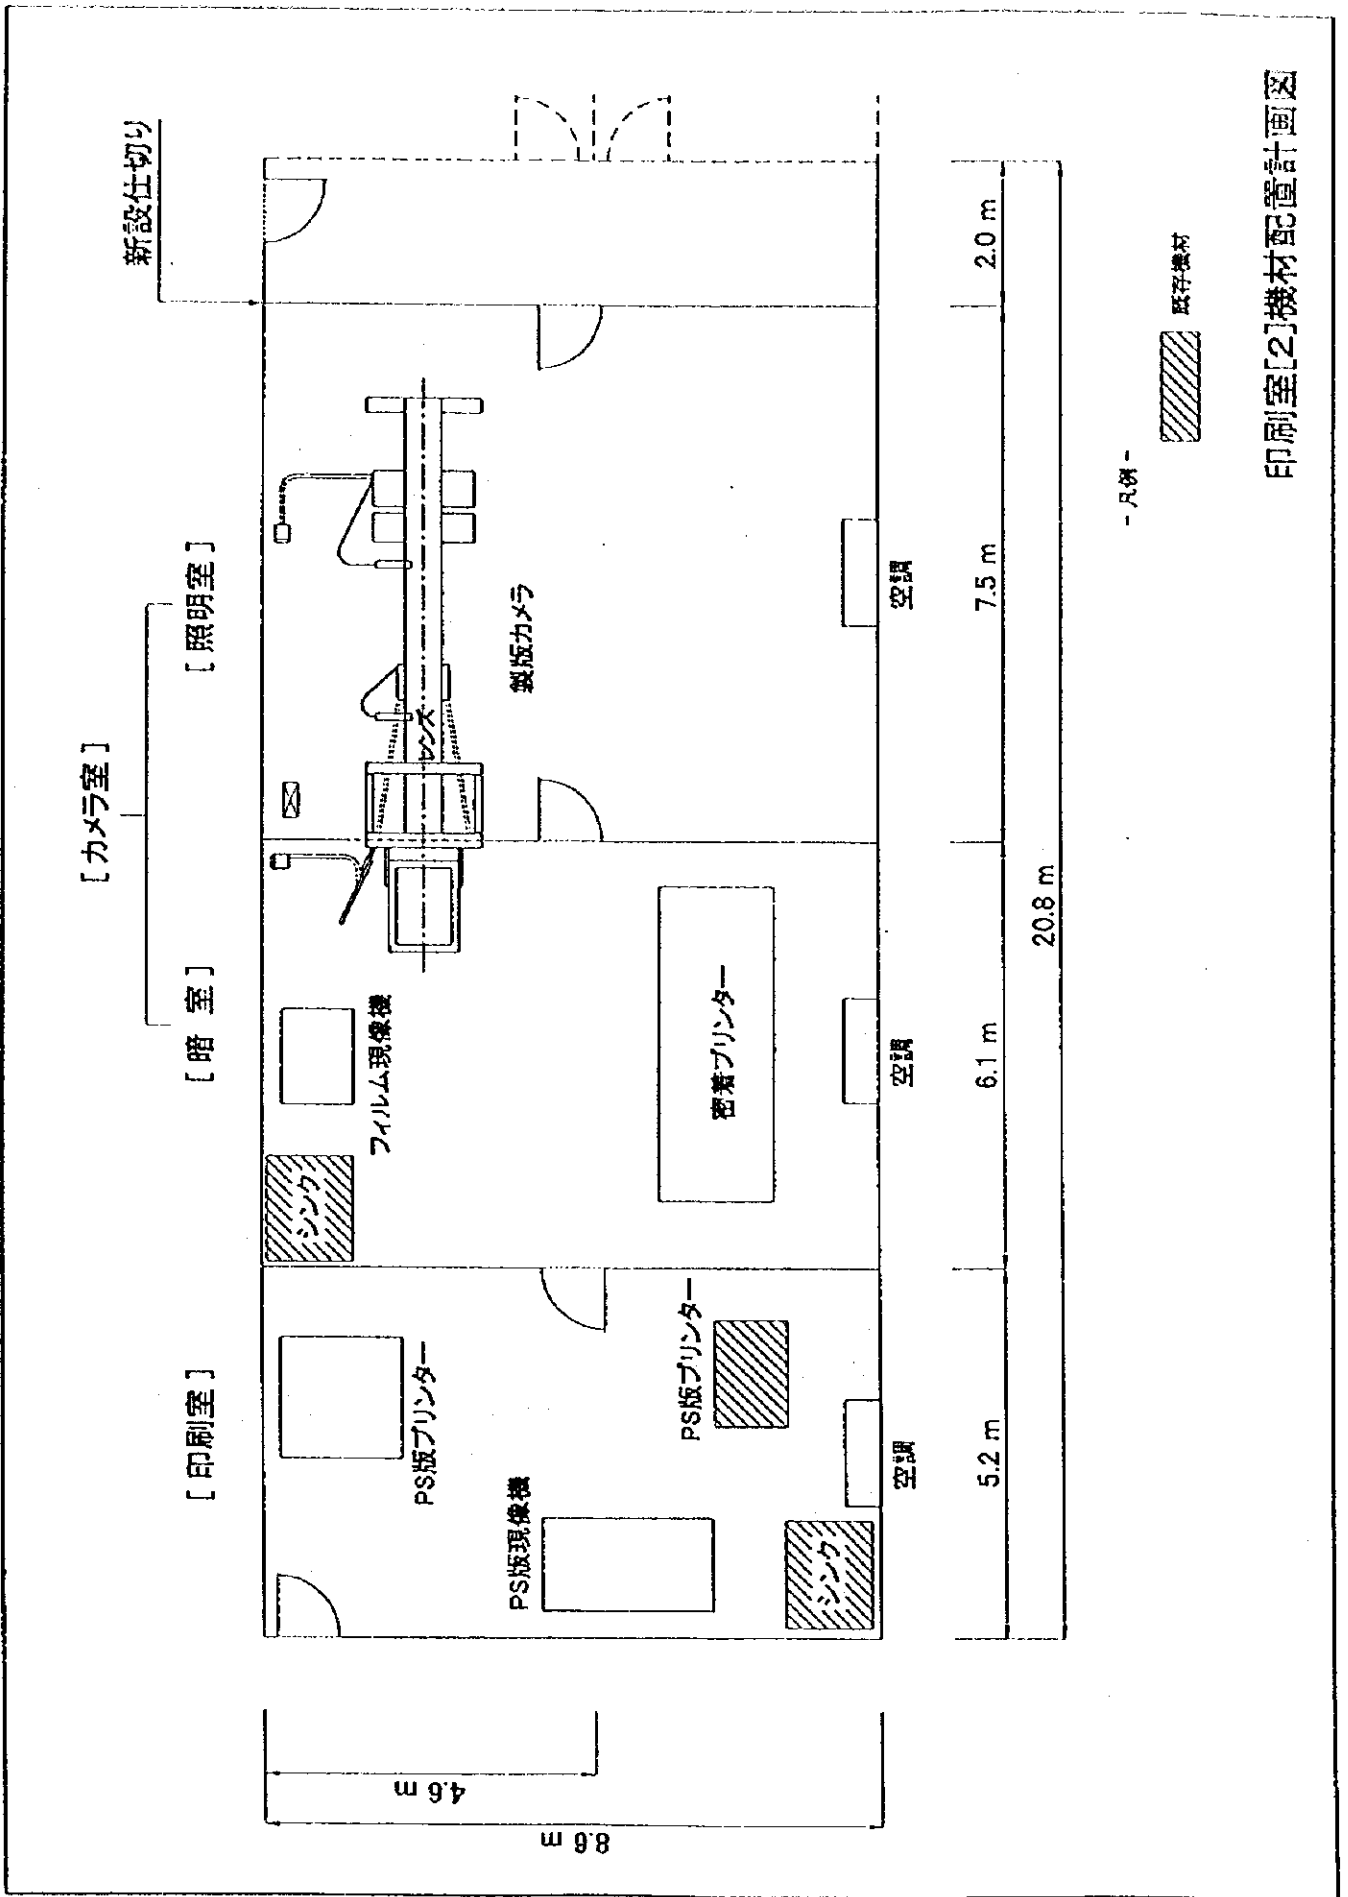 [ カメラ室 ]
新設仕切り
[ 印刷室 ]
[ 暗 室 ]
[ 照明室 ]
シンク
フィルム現像機
レンズ
PS版プリンター
製版カメラ
PS版現像機
PS版プリンター
密着プリンター
シンク
空調
空調
空調
4.6 m
8.6 m
5.2 m
6.1 m
7.5 m
2.0 m
20.8 m
- 凡例 -
既存機材
印刷室[2]機材配置計画図